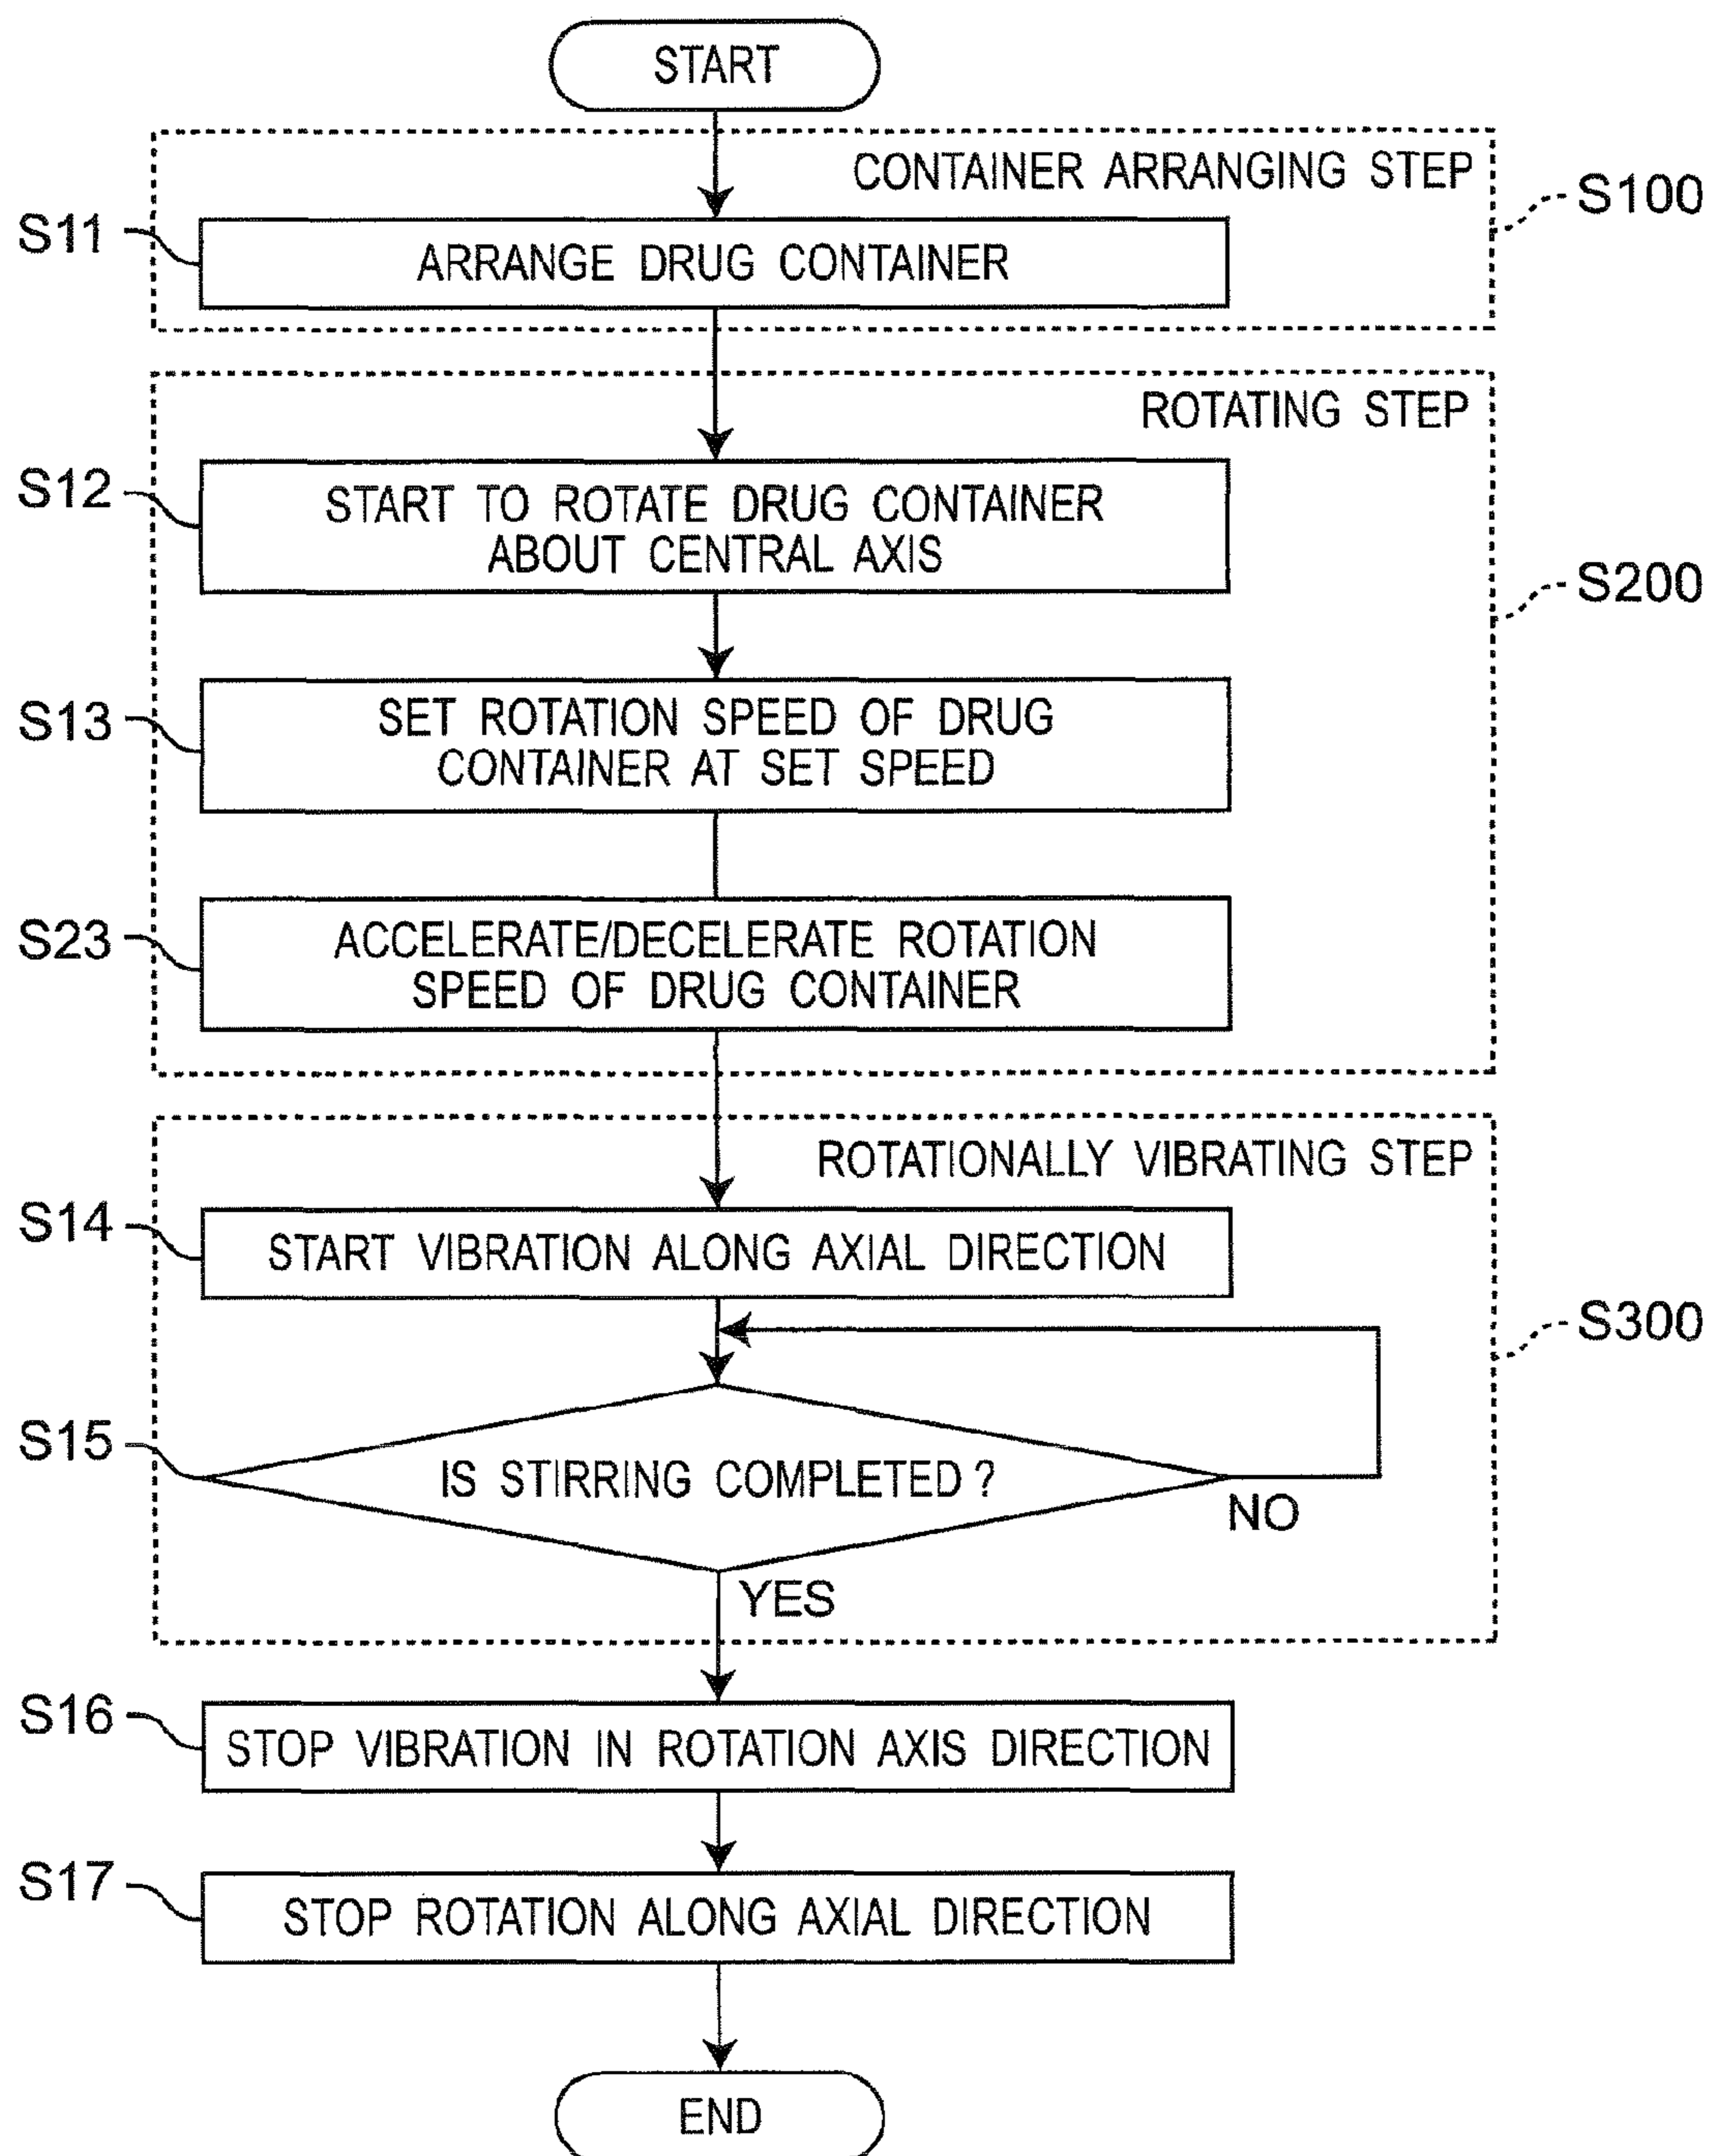 START
CONTAINER ARRANGING STEP
S100
S11
ARRANGE DRUG CONTAINER
ROTATING STEP
S12
START TO ROTATE DRUG CONTAINER
ABOUT CENTRAL AXIS
S200
S13
SET ROTATION SPEED OF DRUG
CONTAINER AT SET SPEED
S23
ACCELERATE/DECELERATE ROTATION
SPEED OF DRUG CONTAINER
ROTATIONALLY VIBRATING STEP
S14
START VIBRATION ALONG AXIAL DIRECTION
S300
S15
IS STIRRING COMPLETED ?
NO
YES
S16
STOP VIBRATION IN ROTATION AXIS DIRECTION
S17
STOP ROTATION ALONG AXIAL DIRECTION
END